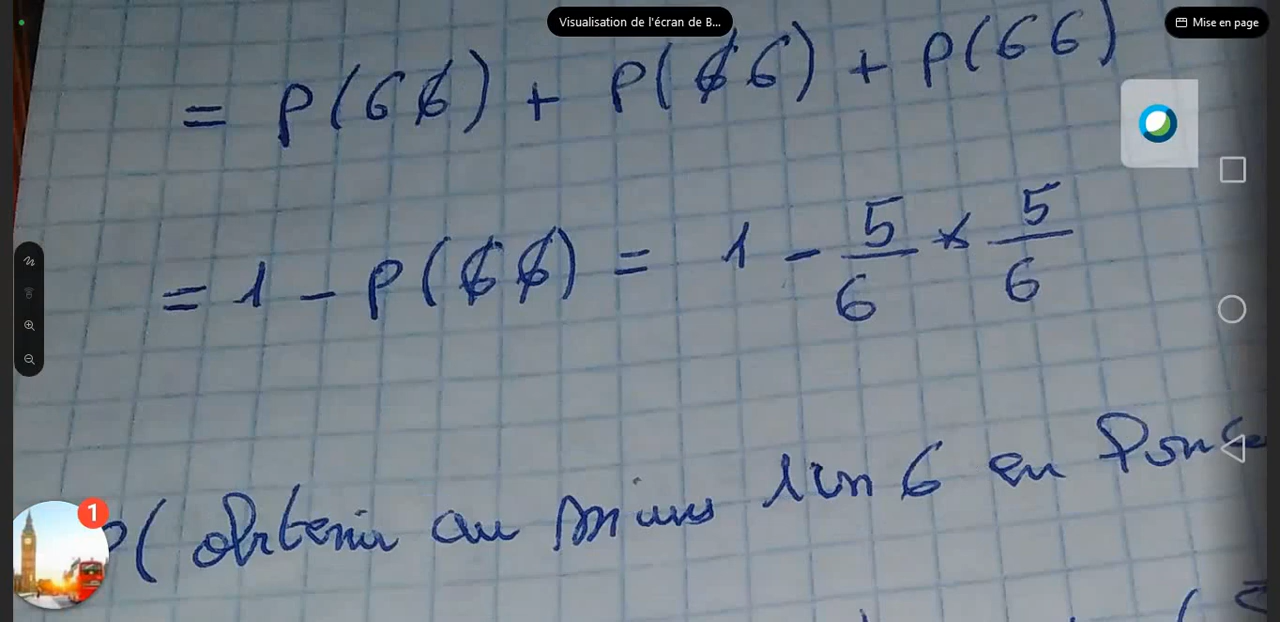 Visualisation de l'écran de B...
Mise en page
= P(6 6̸) + P(6̸ 6) + P(6 6)
= 1 - P(6̸ 6̸) = 1 - 5/6 × 5/6
1
P( Obtenir au moins un 6 en